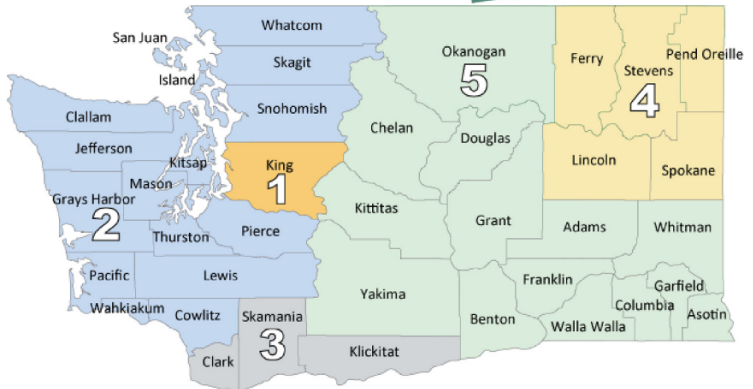 Whatcom
San Juan
Okanogan
5
Ferry
Pend Oreille
Stevens
4
Skagit
Island
Snohomish
Clallam
Chelan
Douglas
Jefferson
Kitsap
King
1
Lincoln
Spokane
Mason
Grays Harbor
2
Kittitas
Grant
Adams
Whitman
Thurston
Pierce
Pacific
Lewis
Yakima
Franklin
Garfield
Columbia
Asotin
Wahkiakum
Cowlitz
Skamania
3
Benton
Walla Walla
Clark
Klickitat